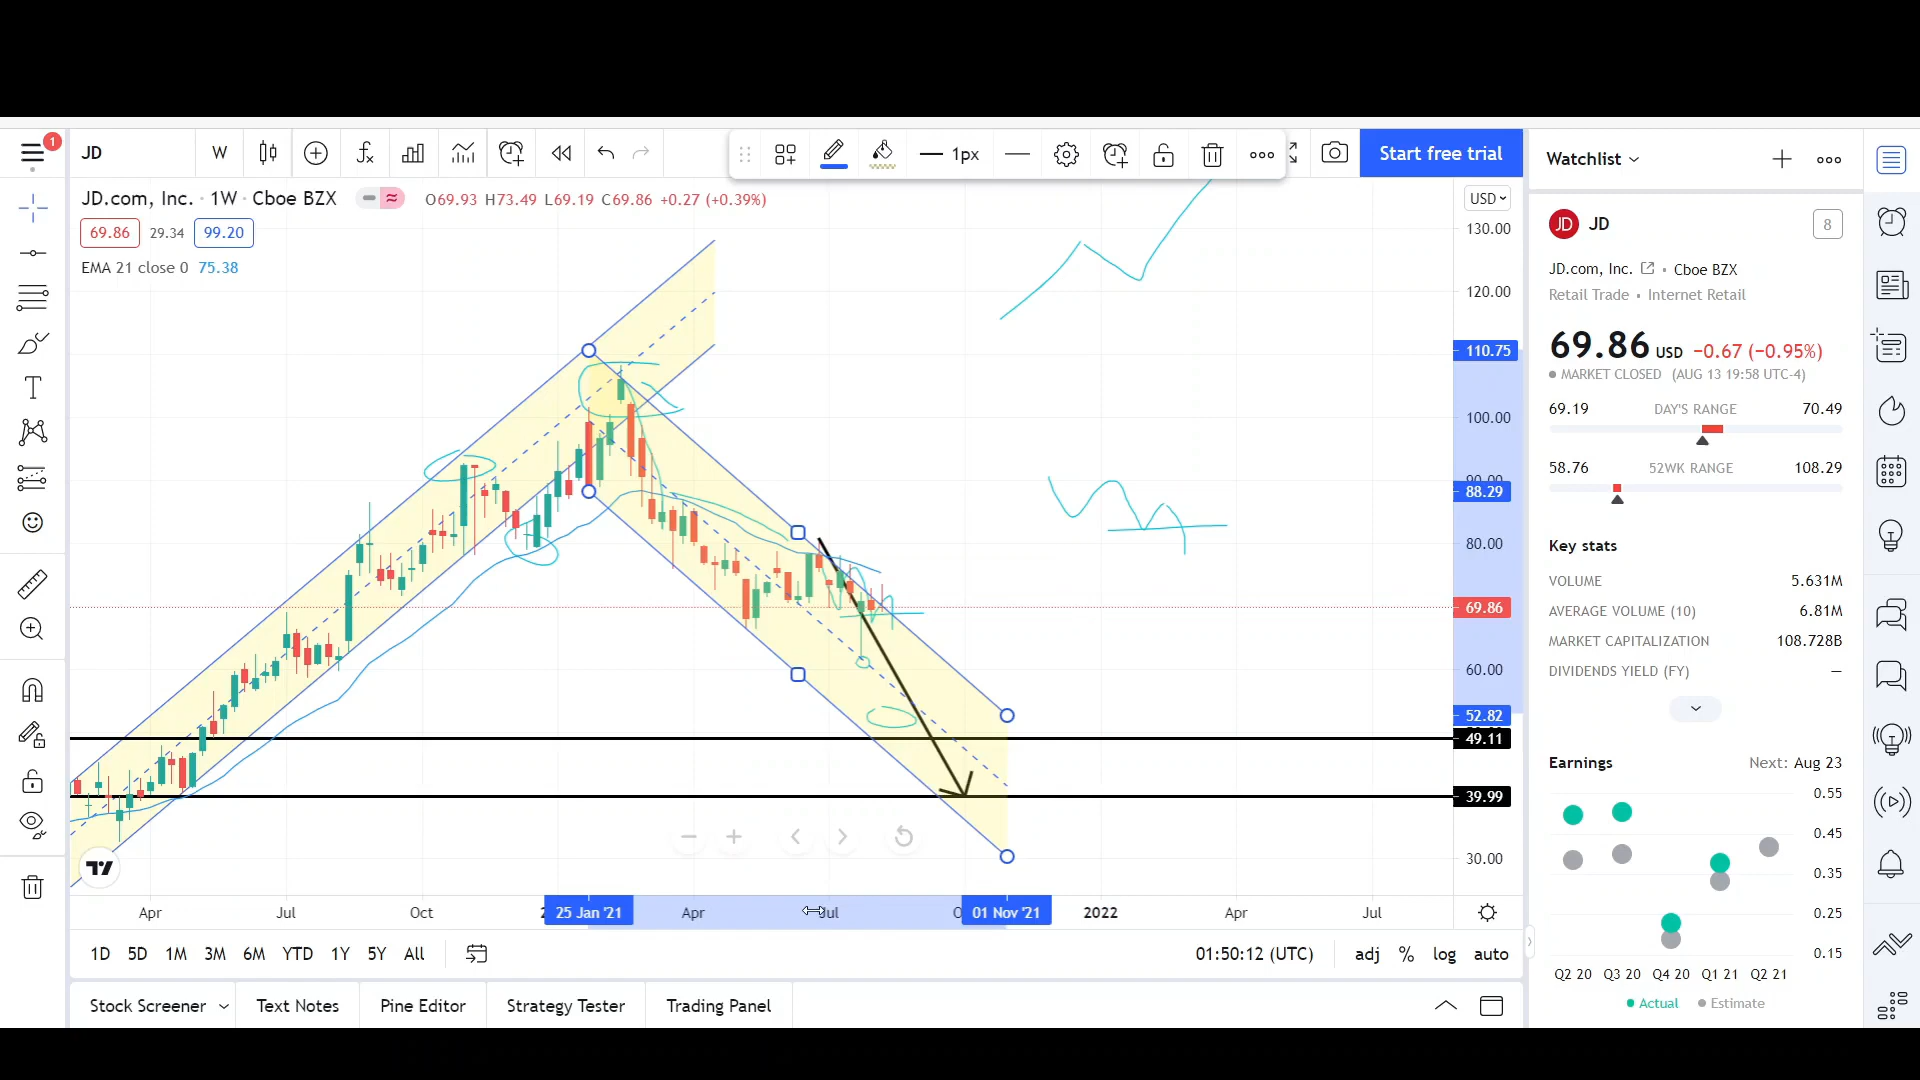 1
JD
W
1px
Start free trial
JD.com, Inc. · 1W · Cboe BZX
O69.93 H73.49 L69.19 C69.86 +0.27 (+0.39%)
69.86 29.34 99.20
EMA 21 close 0 75.38
USD
130.00
120.00
110.75
100.00
88.29
80.00
69.86
60.00
52.82
49.11
39.99
30.00
Apr Jul Oct 25 Jan '21 Apr Jul 01 Nov '21 2022 Apr Jul
1D 5D 1M 3M 6M YTD 1Y 5Y All
01:50:12 (UTC) adj % log auto
Stock Screener Text Notes Pine Editor Strategy Tester Trading Panel
Watchlist
JD JD 8
JD.com, Inc. • Cboe BZX
Retail Trade • Internet Retail
69.86 USD −0.67 (−0.95%)
MARKET CLOSED (AUG 13 19:58 UTC-4)
69.19 DAY'S RANGE 70.49
58.76 52WK RANGE 108.29
Key stats
VOLUME 5.631M
AVERAGE VOLUME (10) 6.81M
MARKET CAPITALIZATION 108.728B
DIVIDENDS YIELD (FY) —
Earnings Next: Aug 23
0.55
0.45
0.35
0.25
0.15
Q2 20 Q3 20 Q4 20 Q1 21 Q2 21
Actual Estimate